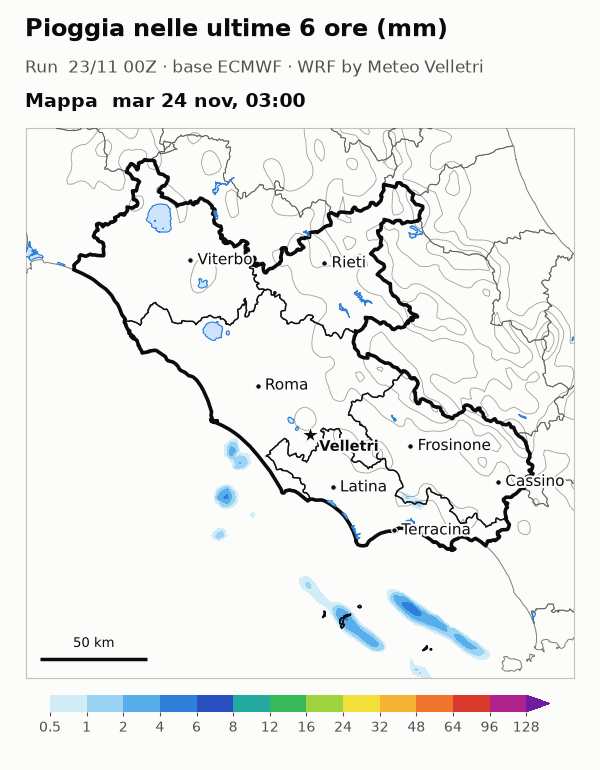 Pioggia nelle ultime 6 ore (mm)
Run 23/11 00Z · base ECMWF · WRF by Meteo Velletri
Mappa mar 24 nov, 03:00
Viterbo
Rieti
Roma
Velletri
Frosinone
Latina
Cassino
Terracina
50 km
0.5 1 2 4 6 8 12 16 24 32 48 64 96 128